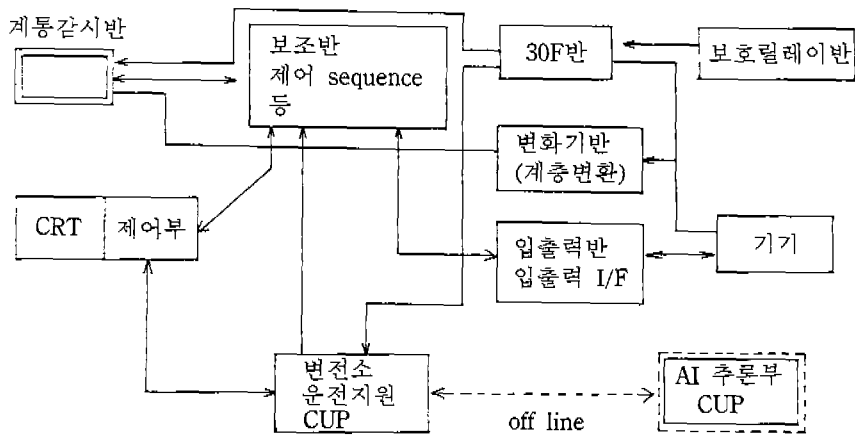 계통감시반
보조반
제어 sequence
등
30F반
보호릴레이반
변화기반
(계층변환)
CRT
제어부
입출력반
입출력 I/F
기기
변전소
운전지원
CUP
off line
AI 추론부
CUP